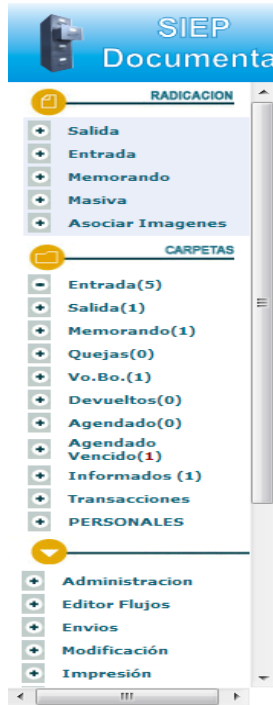 SIEP
Documenta
RADICACION
Salida
Entrada
Memorando
Masiva
Asociar Imagenes
CARPETAS
Entrada(5)
Salida(1)
Memorando(1)
Quejas(0)
Vo.Bo.(1)
Devueltos(0)
Agendado(0)
Agendado
Vencido(1)
Informados (1)
Transacciones
PERSONALES
Administracion
Editor Flujos
Envios
Modificación
Impresión